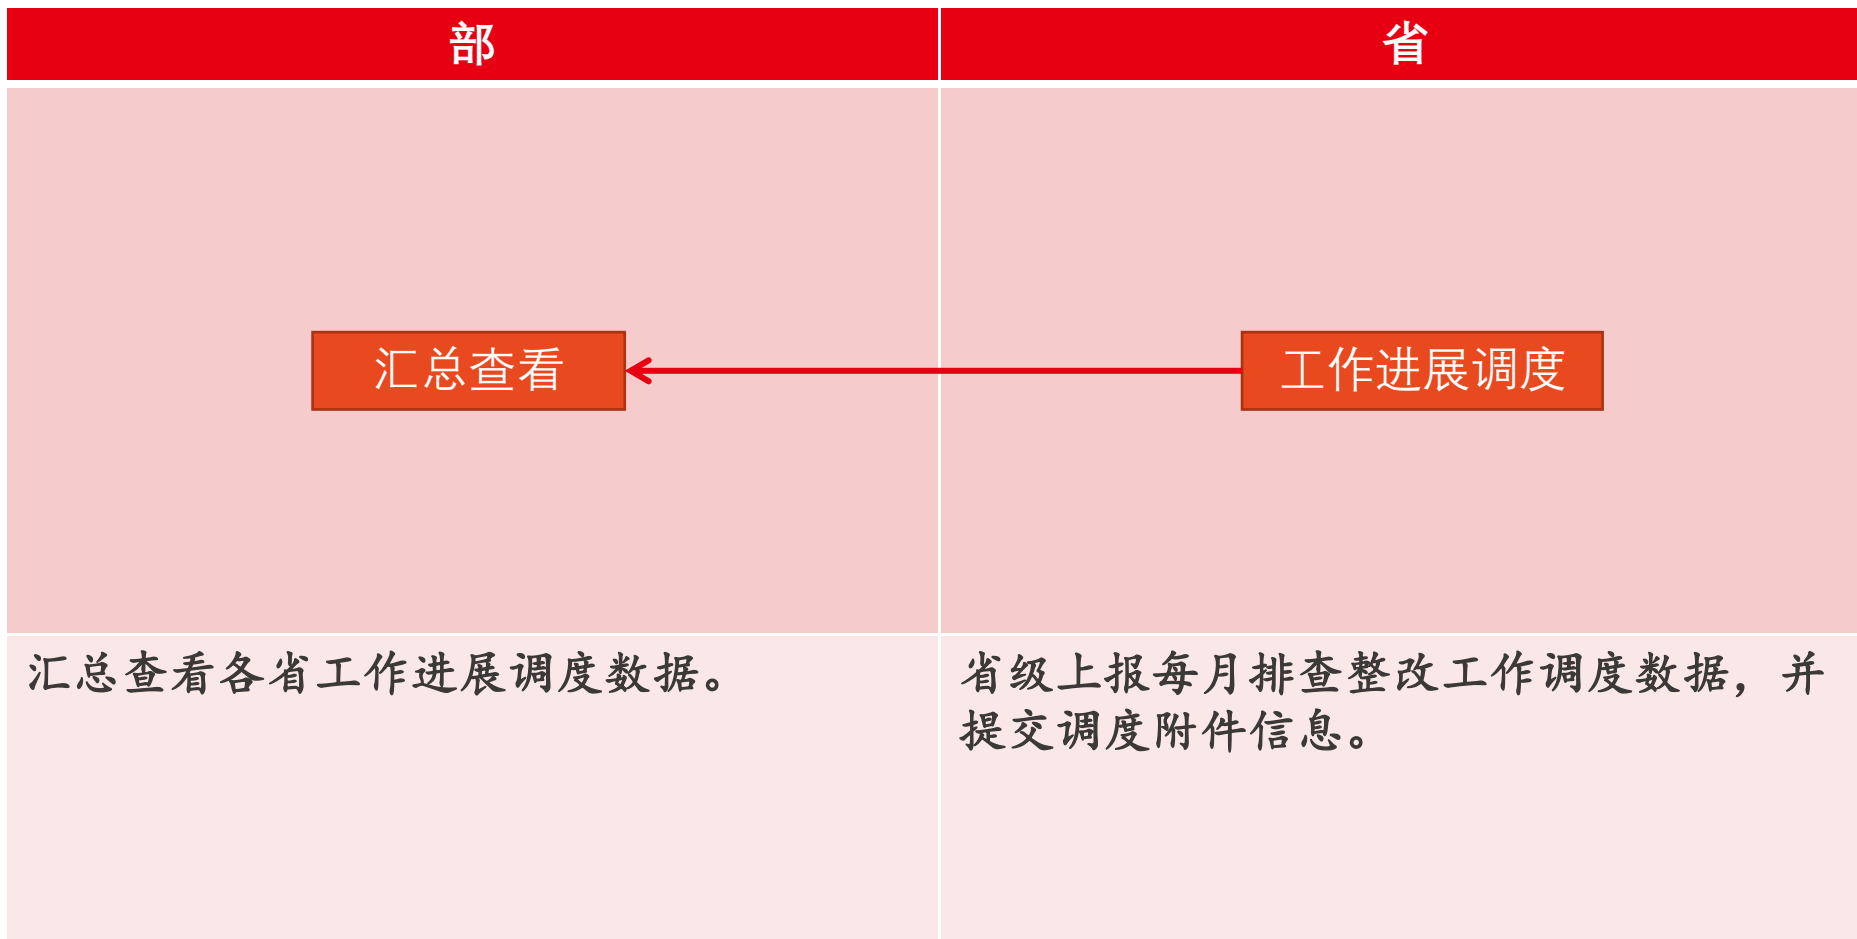 部
省
汇总查看
工作进展调度
汇总查看各省工作进展调度数据。
省级上报每月排查整改工作调度数据，并
提交调度附件信息。